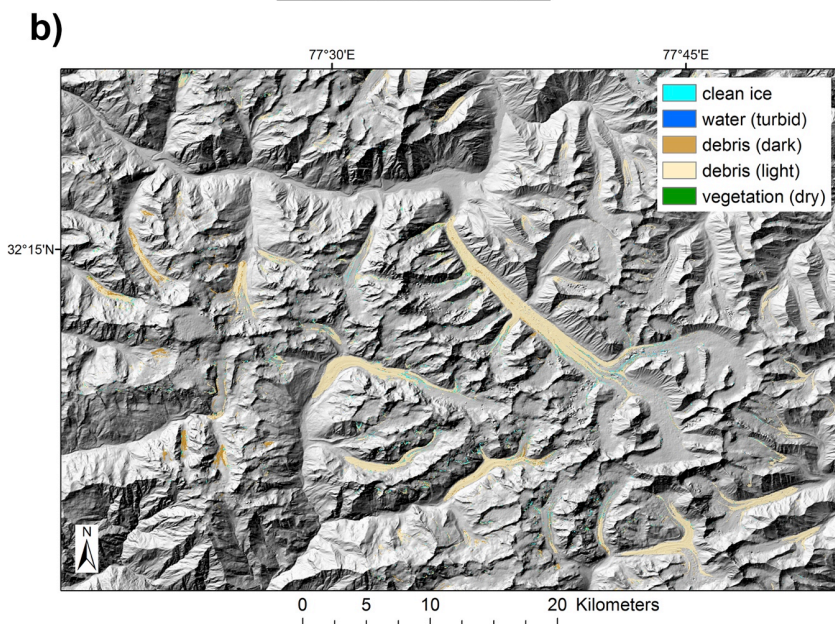 b)
77°30'E 77°45'E
clean ice
water (turbid)
debris (dark)
debris (light)
vegetation (dry)
32°15'N
N
0 5 10 20 Kilometers